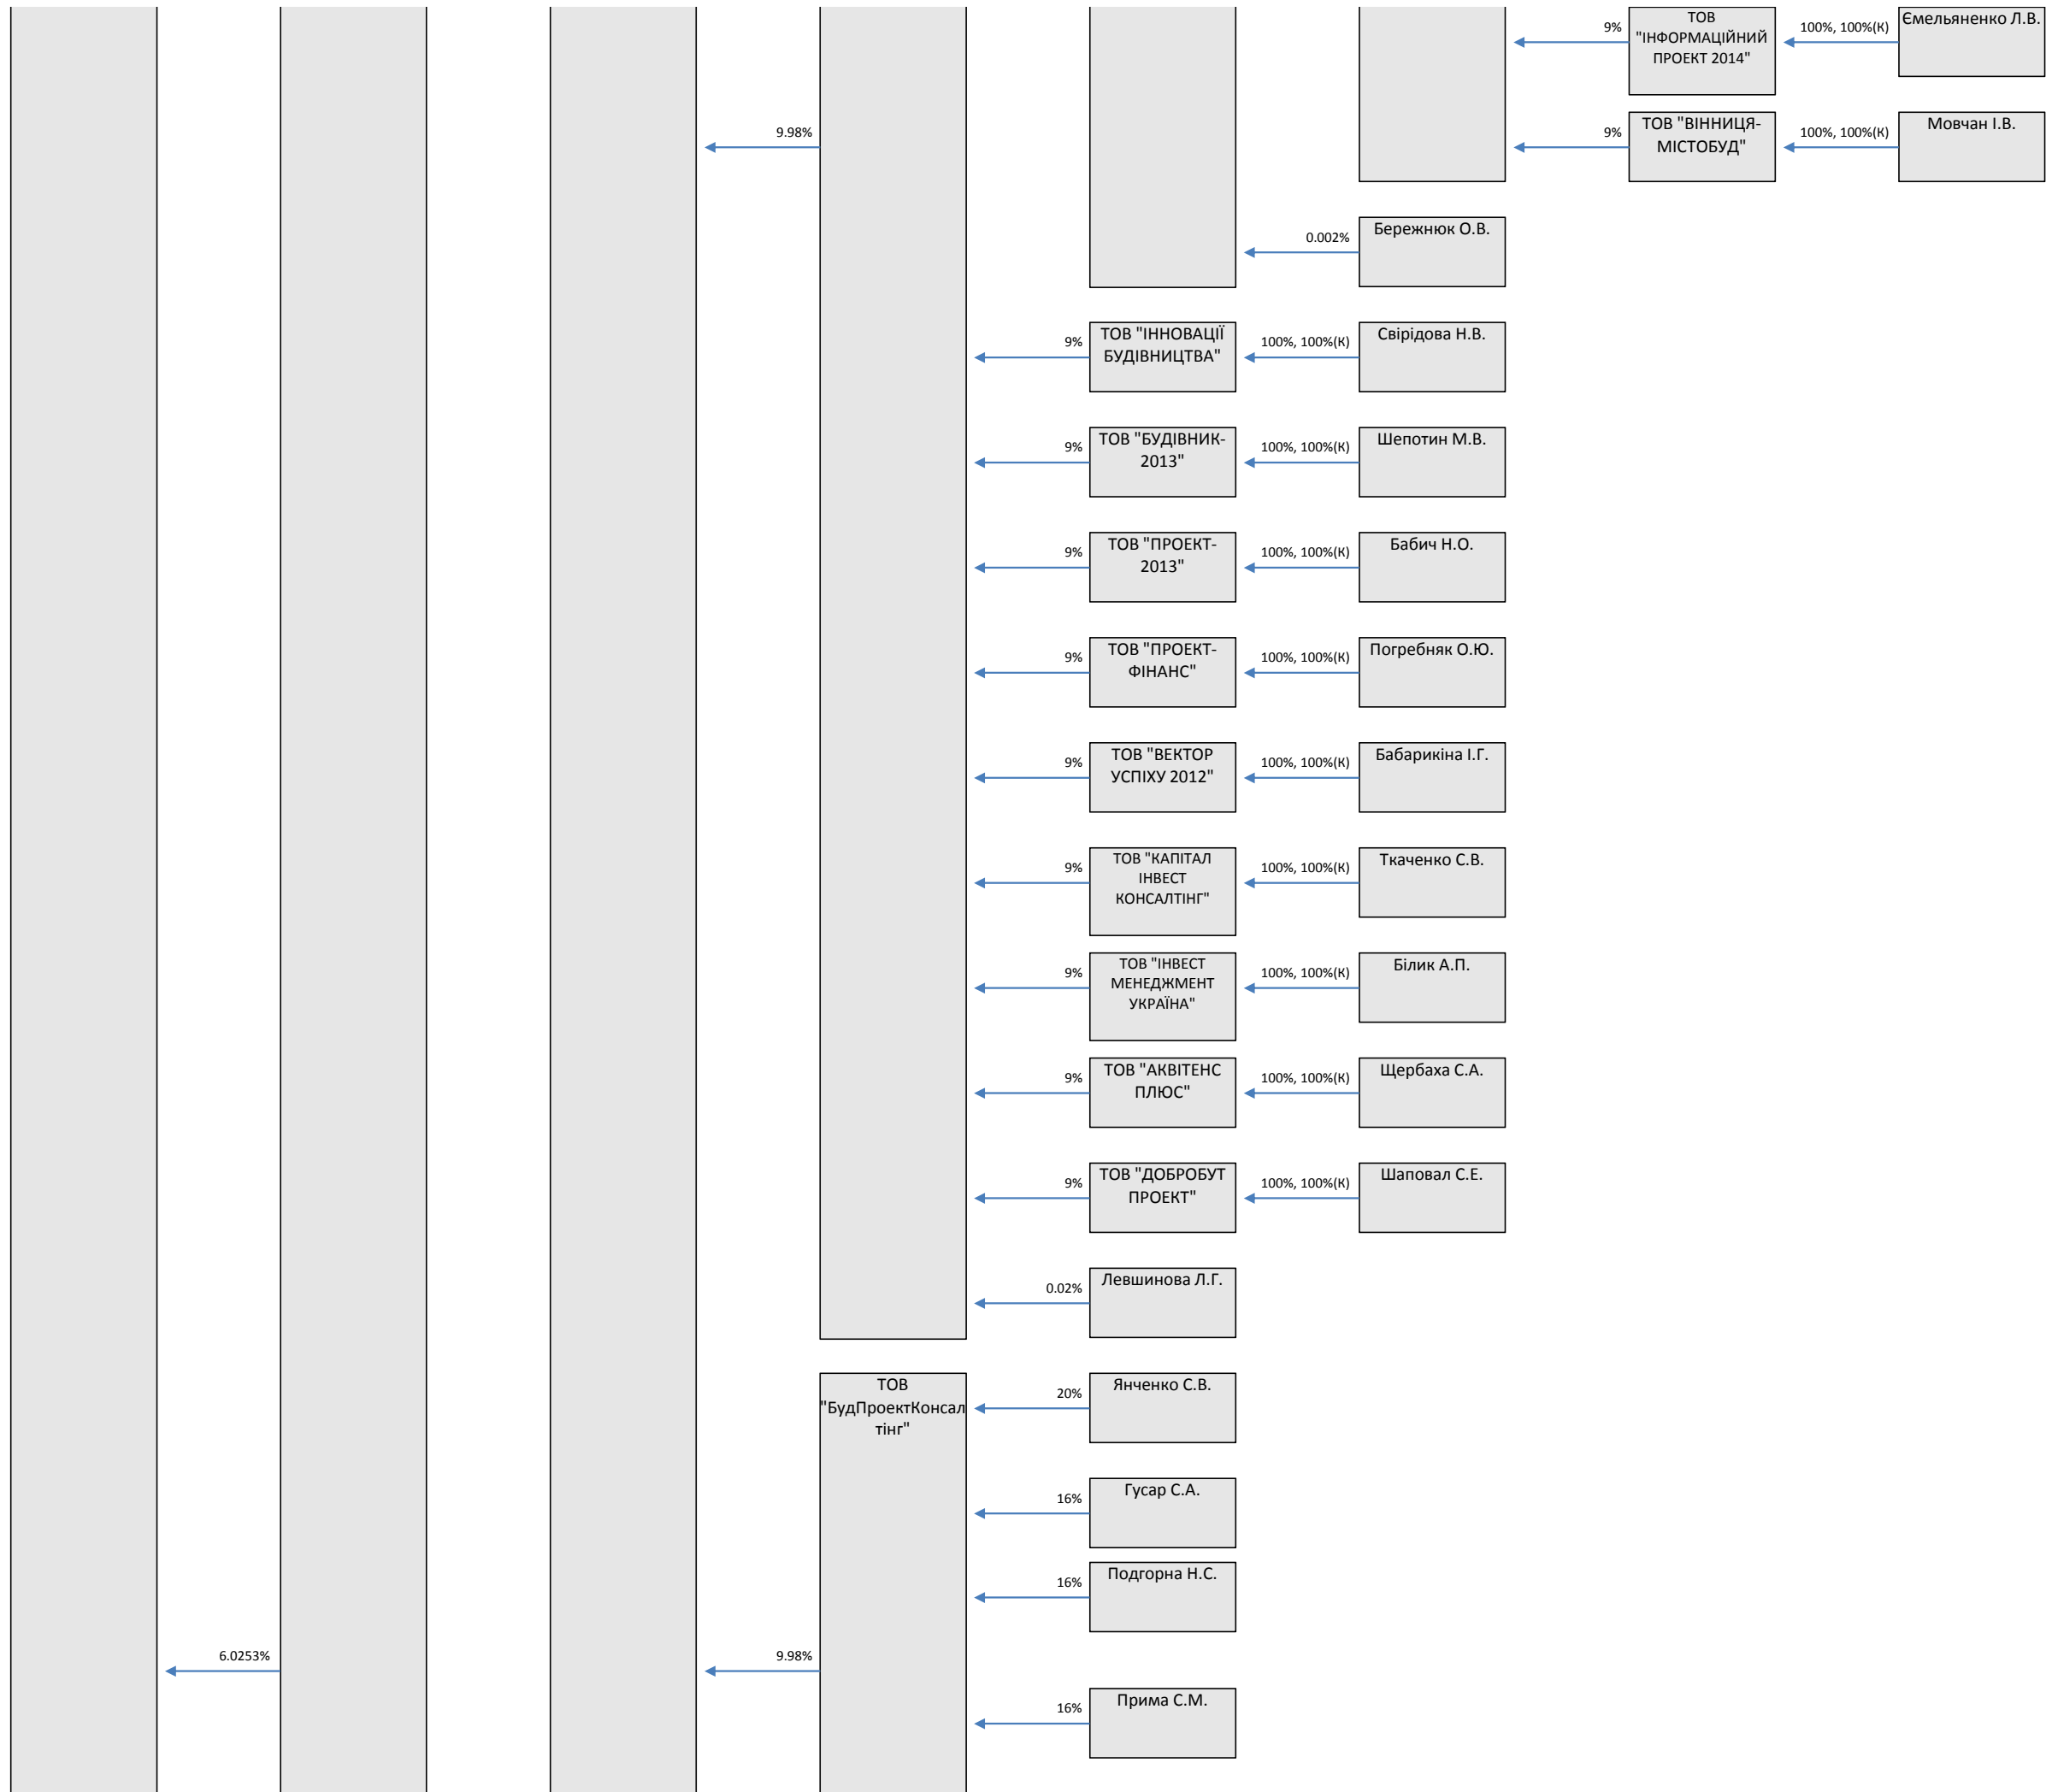 9%
ТОВ
"ІНФОРМАЦІЙНИЙ
ПРОЕКТ 2014"
100%, 100%(К)
Ємельяненко Л.В.
9.98%
9%
ТОВ "ВІННИЦЯ-
МІСТОБУД"
100%, 100%(К)
Мовчан І.В.
0.002%
Бережнюк О.В.
9%
ТОВ "ІННОВАЦІЇ
БУДІВНИЦТВА"
100%, 100%(К)
Свірідова Н.В.
9%
ТОВ "БУДІВНИК-
2013"
100%, 100%(К)
Шепотин М.В.
9%
ТОВ "ПРОЕКТ-
2013"
100%, 100%(К)
Бабич Н.О.
9%
ТОВ "ПРОЕКТ-
ФІНАНС"
100%, 100%(К)
Погребняк О.Ю.
9%
ТОВ "ВЕКТОР
УСПІХУ 2012"
100%, 100%(К)
Бабарикіна І.Г.
9%
ТОВ "КАПІТАЛ
ІНВЕСТ
КОНСАЛТІНГ"
100%, 100%(К)
Ткаченко С.В.
9%
ТОВ "ІНВЕСТ
МЕНЕДЖМЕНТ
УКРАЇНА"
100%, 100%(К)
Білик А.П.
9%
ТОВ "АКВІТЕНС
ПЛЮС"
100%, 100%(К)
Щербаха С.А.
9%
ТОВ "ДОБРОБУТ
ПРОЕКТ"
100%, 100%(К)
Шаповал С.Е.
0.02%
Левшинова Л.Г.
ТОВ
"БудПроектКонсал
тінг"
20%
Янченко С.В.
16%
Гусар С.А.
16%
Подгорна Н.С.
6.0253%
9.98%
16%
Прима С.М.